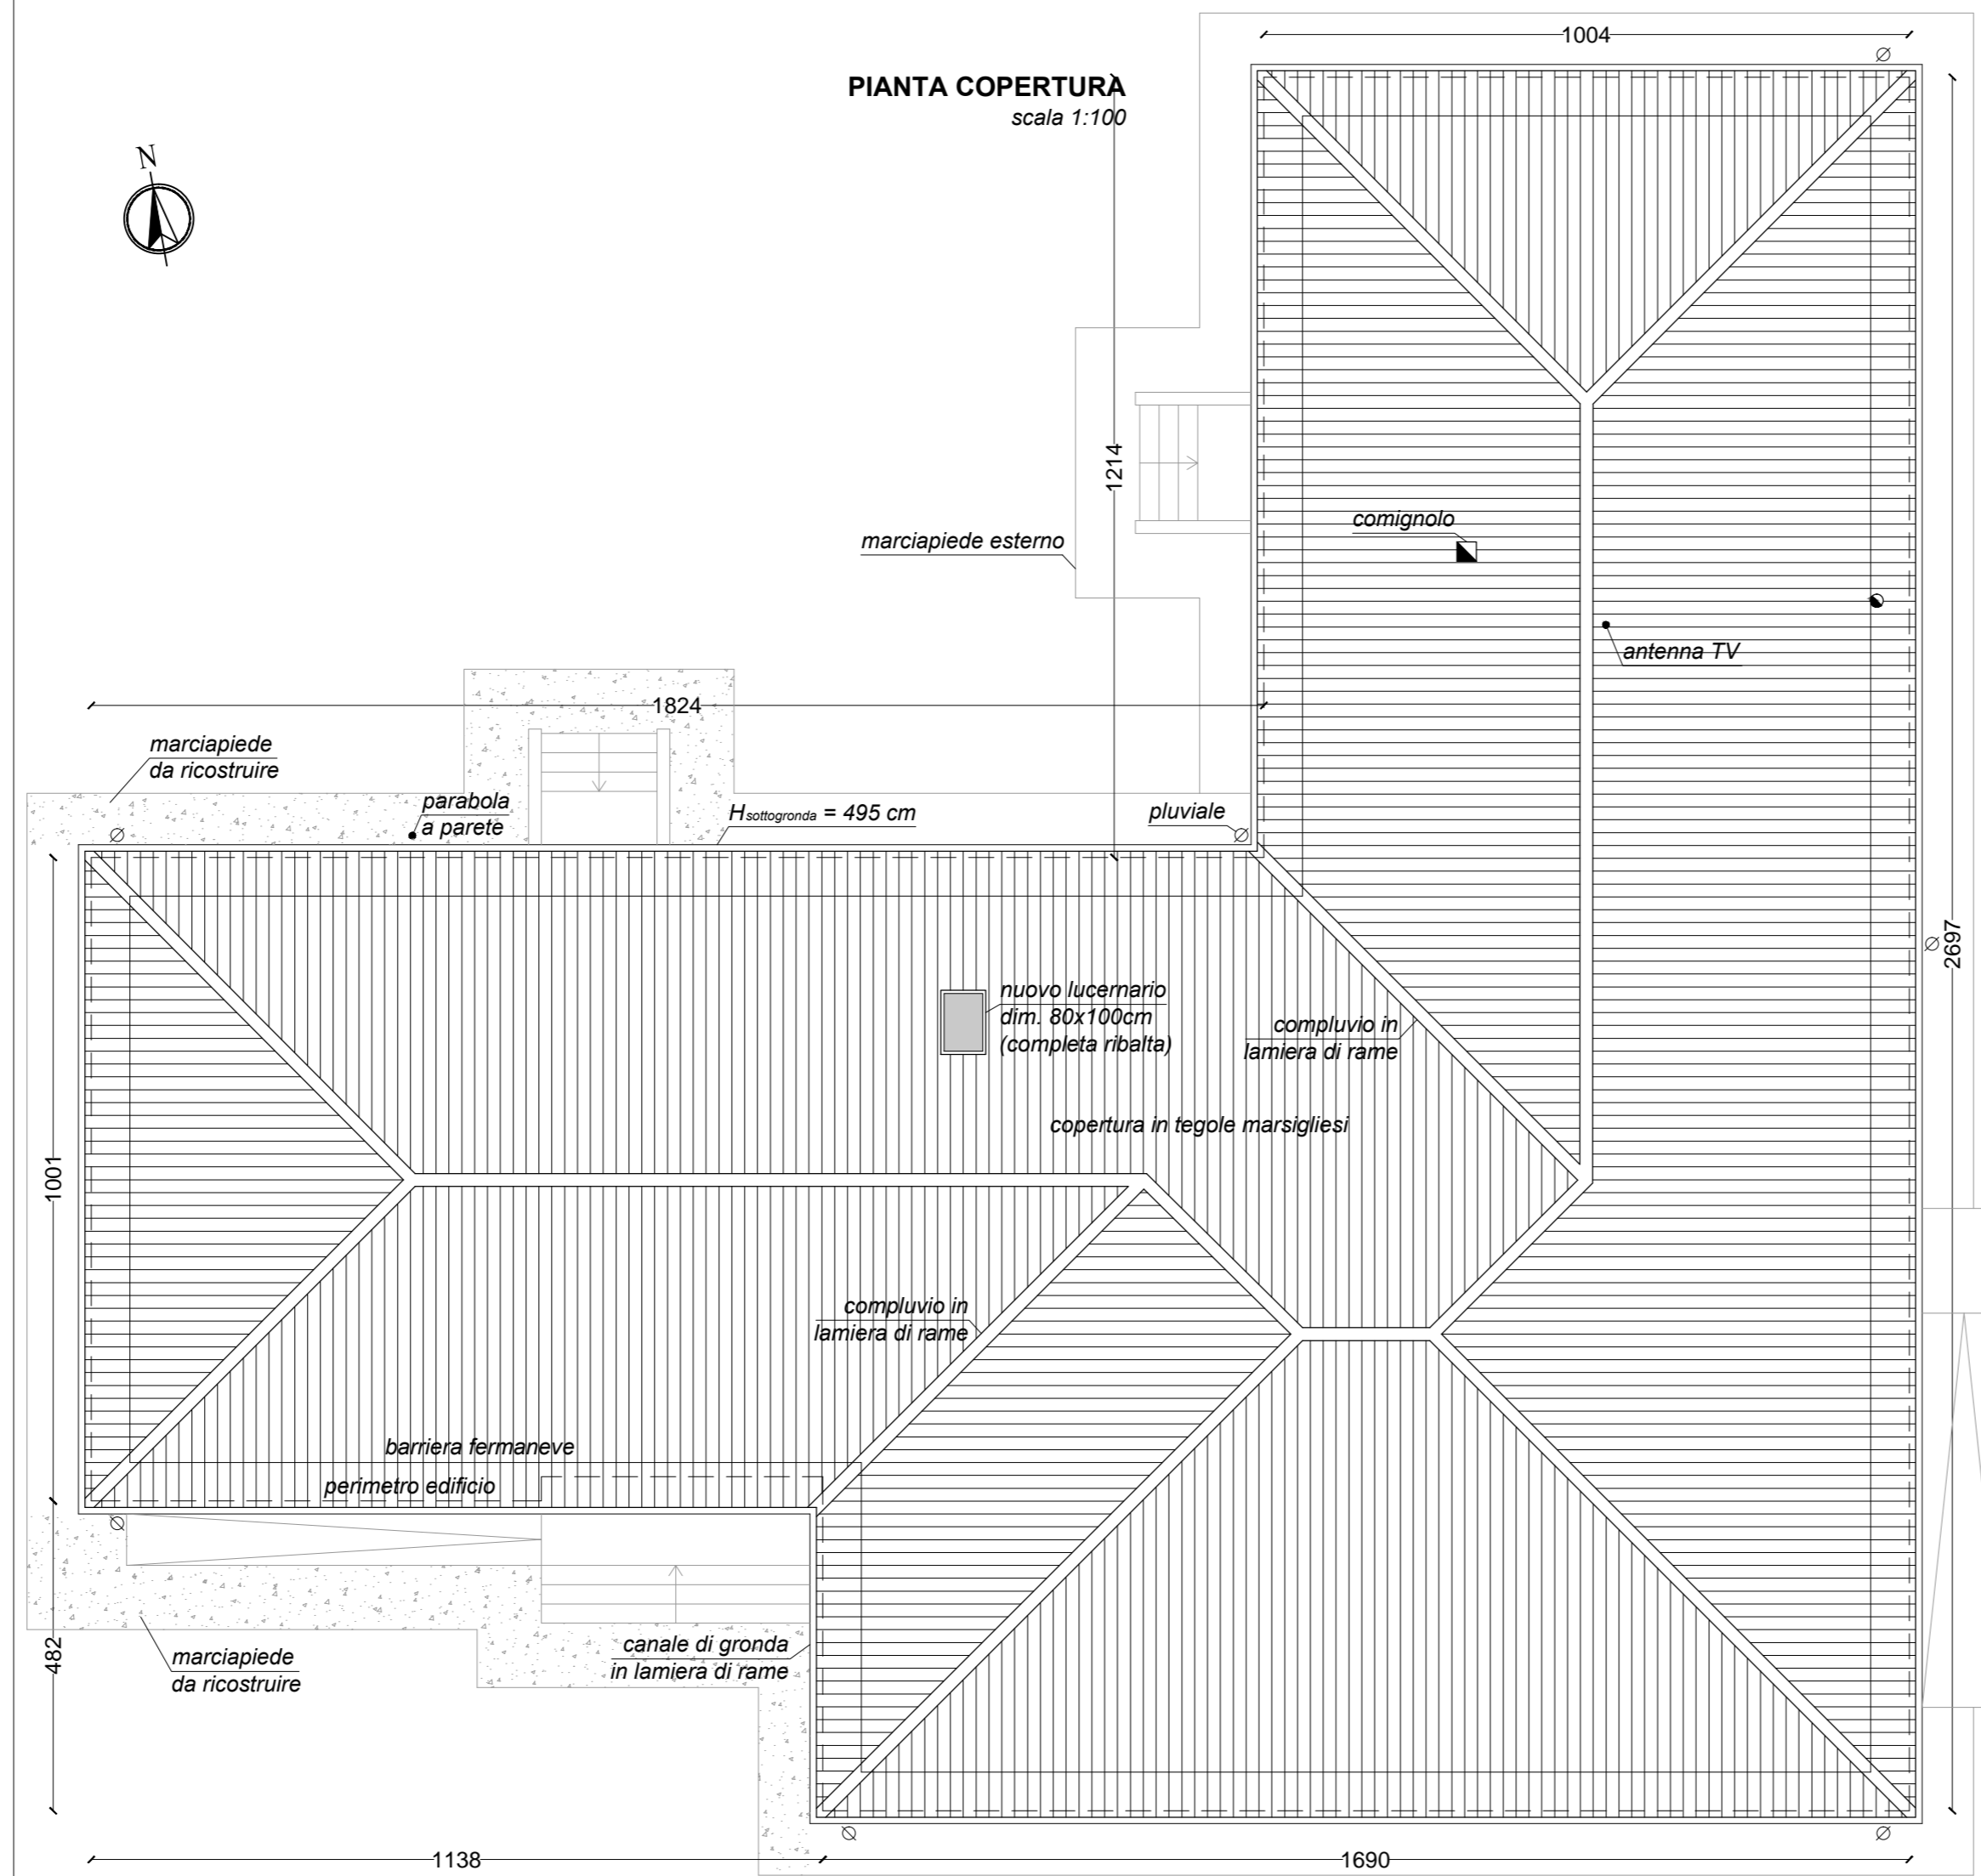 1004
PIANTA COPERTURA
scala 1:100
N
1214
comignolo
marciapiede esterno
antenna TV
1824
marciapiede
da ricostruire
parabola
a parete
Hsottogronda = 495 cm
pluviale
2697
nuovo lucernario
dim. 80x100cm
(completa ribalta)
compluvio in
lamiera di rame
copertura in tegole marsigliesi
1001
compluvio in
lamiera di rame
barriera fermaneve
perimetro edificio
482
canale di gronda
in lamiera di rame
marciapiede
da ricostruire
1138
1690